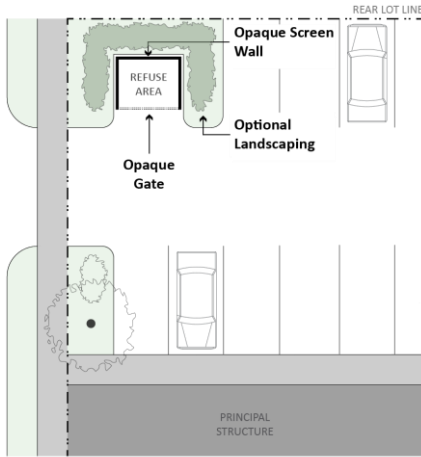 REAR LOT LINE
Opaque Screen
Wall
REFUSE
AREA
Optional
Landscaping
Opaque
Gate
PRINCIPAL
STRUCTURE